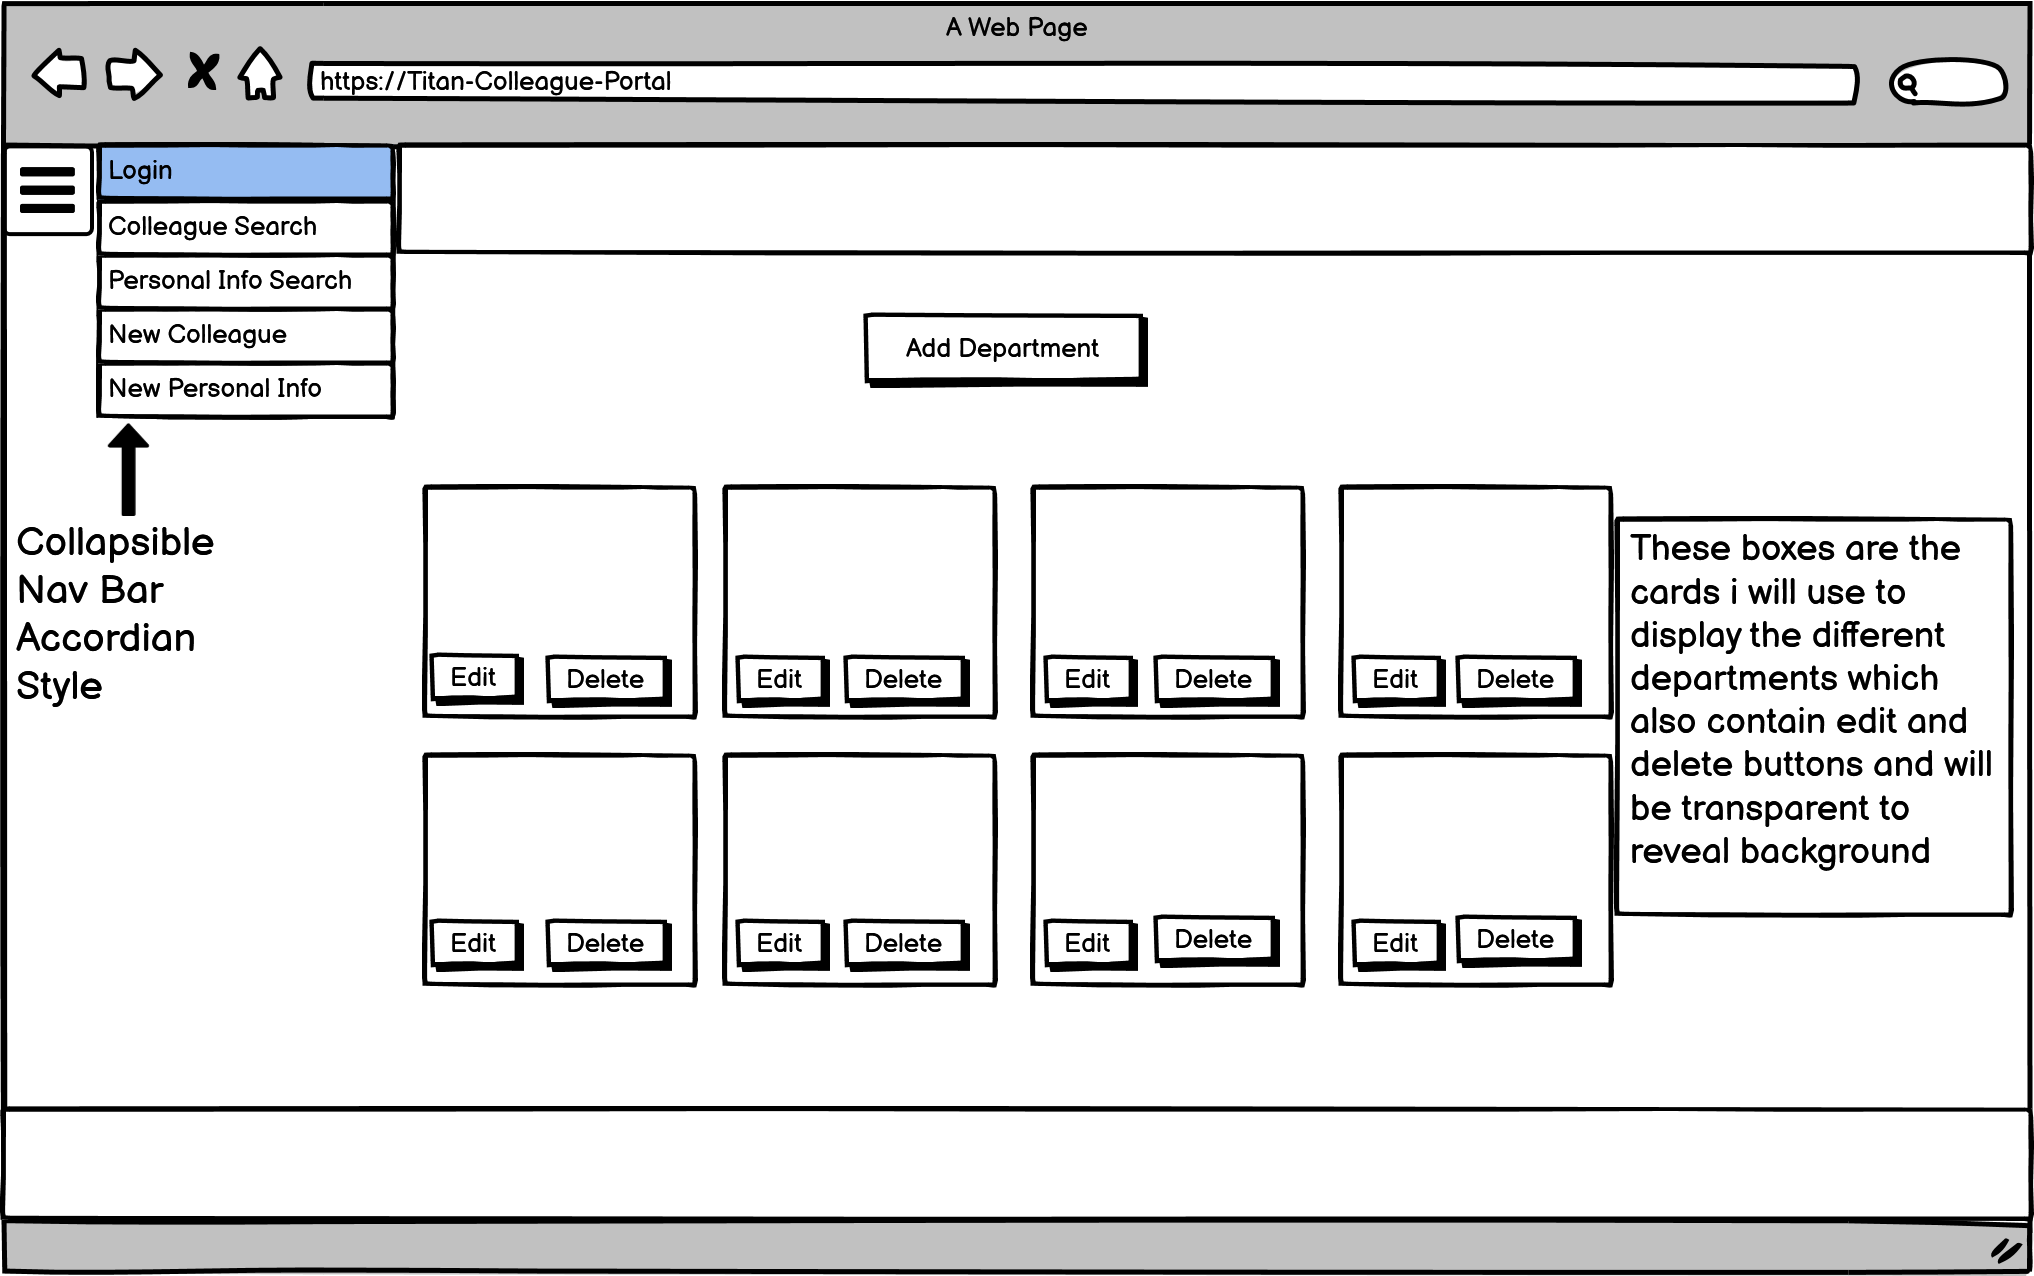 A Web Page
https://Titan-Colleague-Portal
Login
Colleague Search
Personal Info Search
New Colleague
New Personal Info
Add Department
Collapsible
Nav Bar
Accordian
Style
Edit Delete Edit Delete Edit Delete Edit Delete
These boxes are the
cards i will use to
display the different
departments which
also contain edit and
delete buttons and will
be transparent to
reveal background
Edit Delete Edit Delete Edit Delete Edit Delete